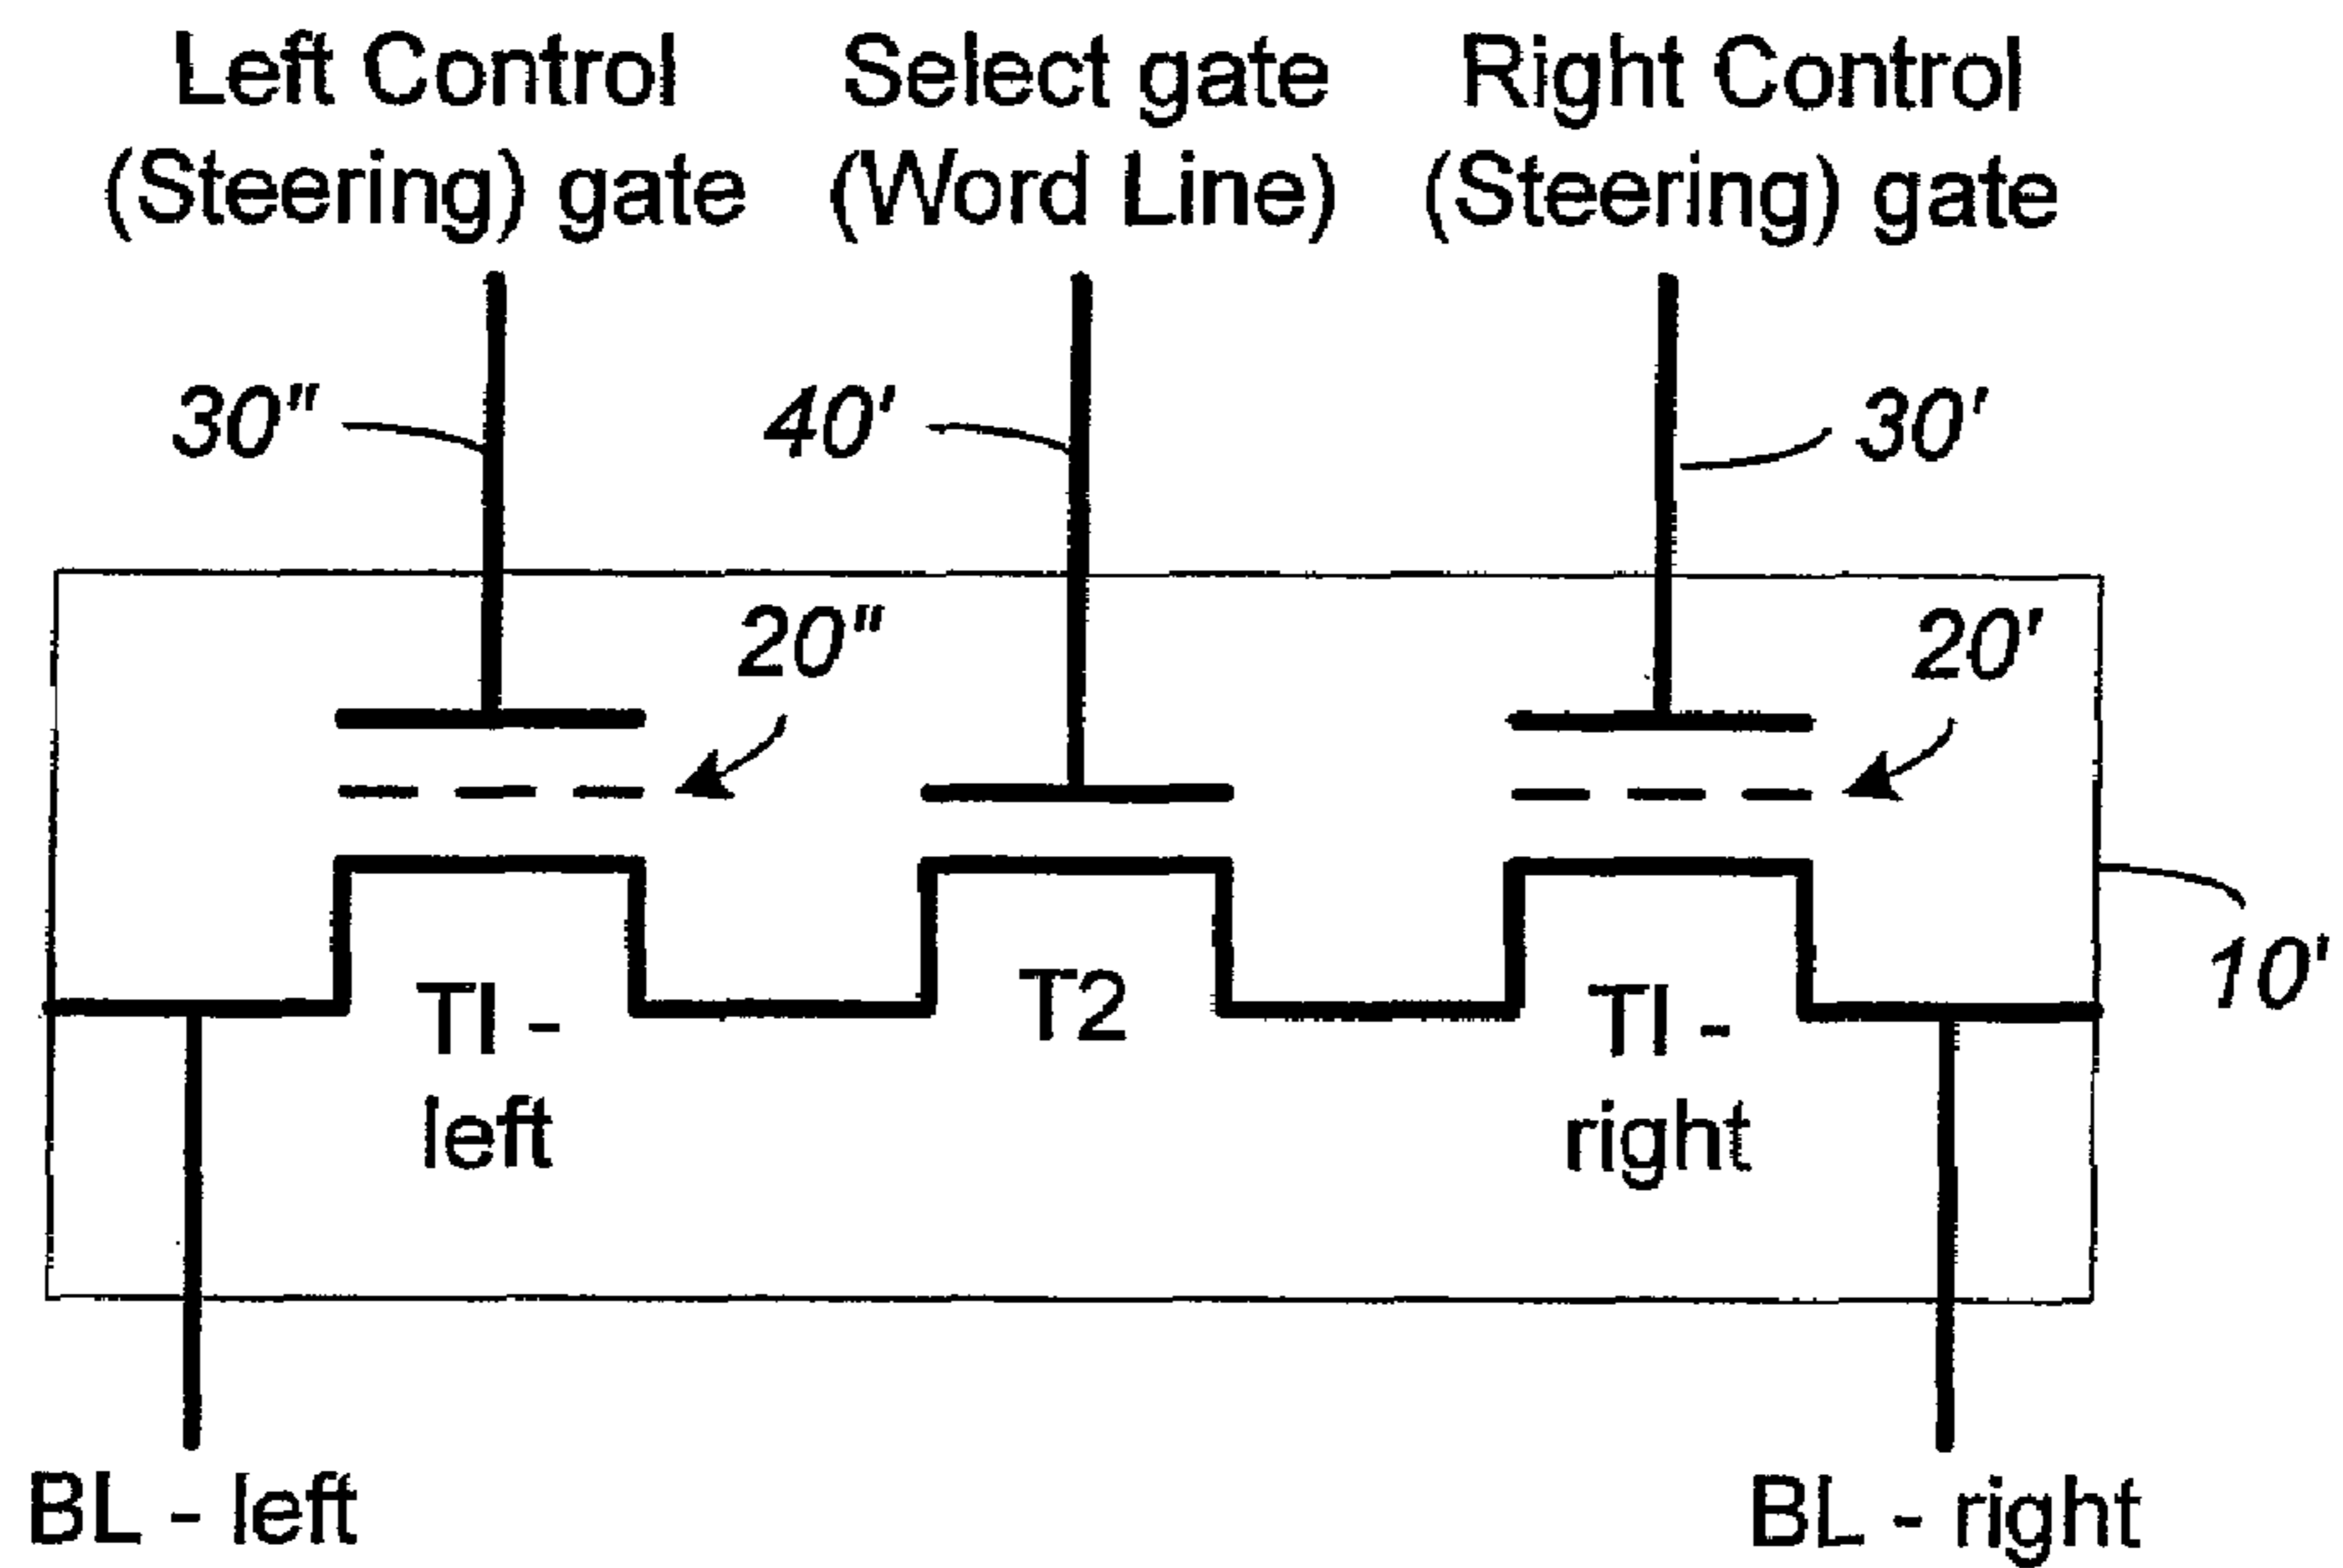 Left Control
(Steering) gate
Select gate
(Word Line)
Right Control
(Steering) gate
30"
40'
30'
20"
20'
10'
TI -
left
T2
TI -
right
BL - left
BL - right